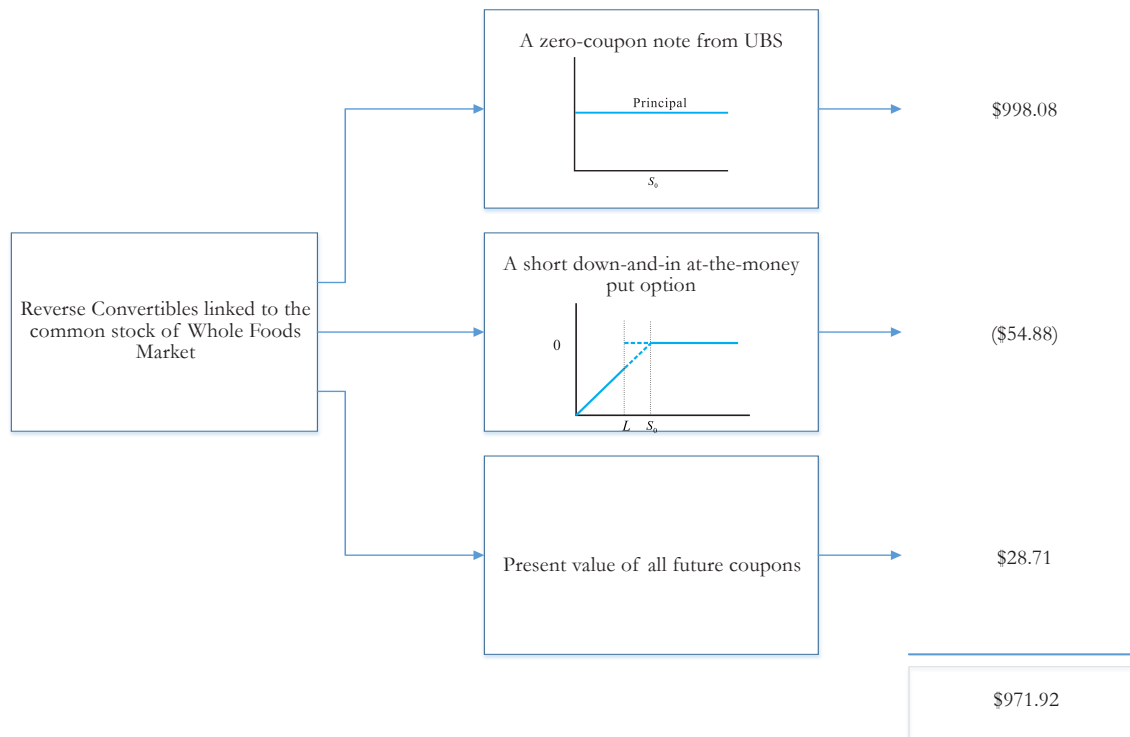 A zero-coupon note from UBS
Principal
S₀
$998.08
Reverse Convertibles linked to the
common stock of Whole Foods
Market
A short down-and-in at-the-money
put option
0
L
S₀
($54.88)
Present value of all future coupons
$28.71
$971.92